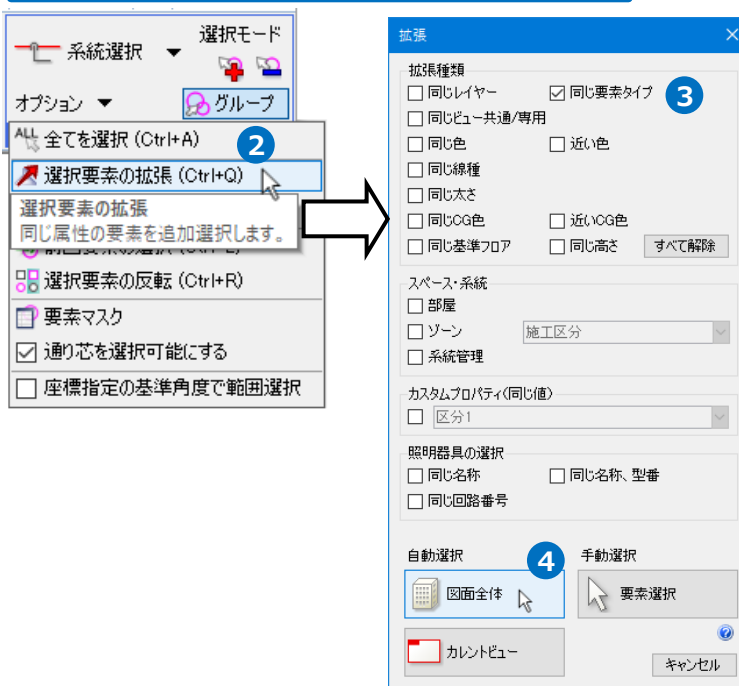 選択モード
系統選択
オプション
グループ
ALL 全てを選択 (Ctrl+A)
2
選択要素の拡張 (Ctrl+Q)
選択要素の拡張
同じ属性の要素を追加選択します。
選択要素の反転 (Ctrl+R)
要素マスク
通り芯を選択可能にする
座標指定の基準角度で範囲選択
拡張
拡張種類
同じレイヤー 同じ要素タイプ
3
同じビュー共通/専用
同じ色 近い色
同じ線種
同じ太さ
同じCG色 近いCG色
同じ基準フロア 同じ高さ すべて解除
スペース・系統
部屋
ゾーン 施工区分
系統管理
カスタムプロパティ(同じ値)
区分1
照明器具の選択
同じ名称 同じ名称、型番
同じ回路番号
自動選択 4 手動選択
図面全体 要素選択
カレントビュー
?
キャンセル